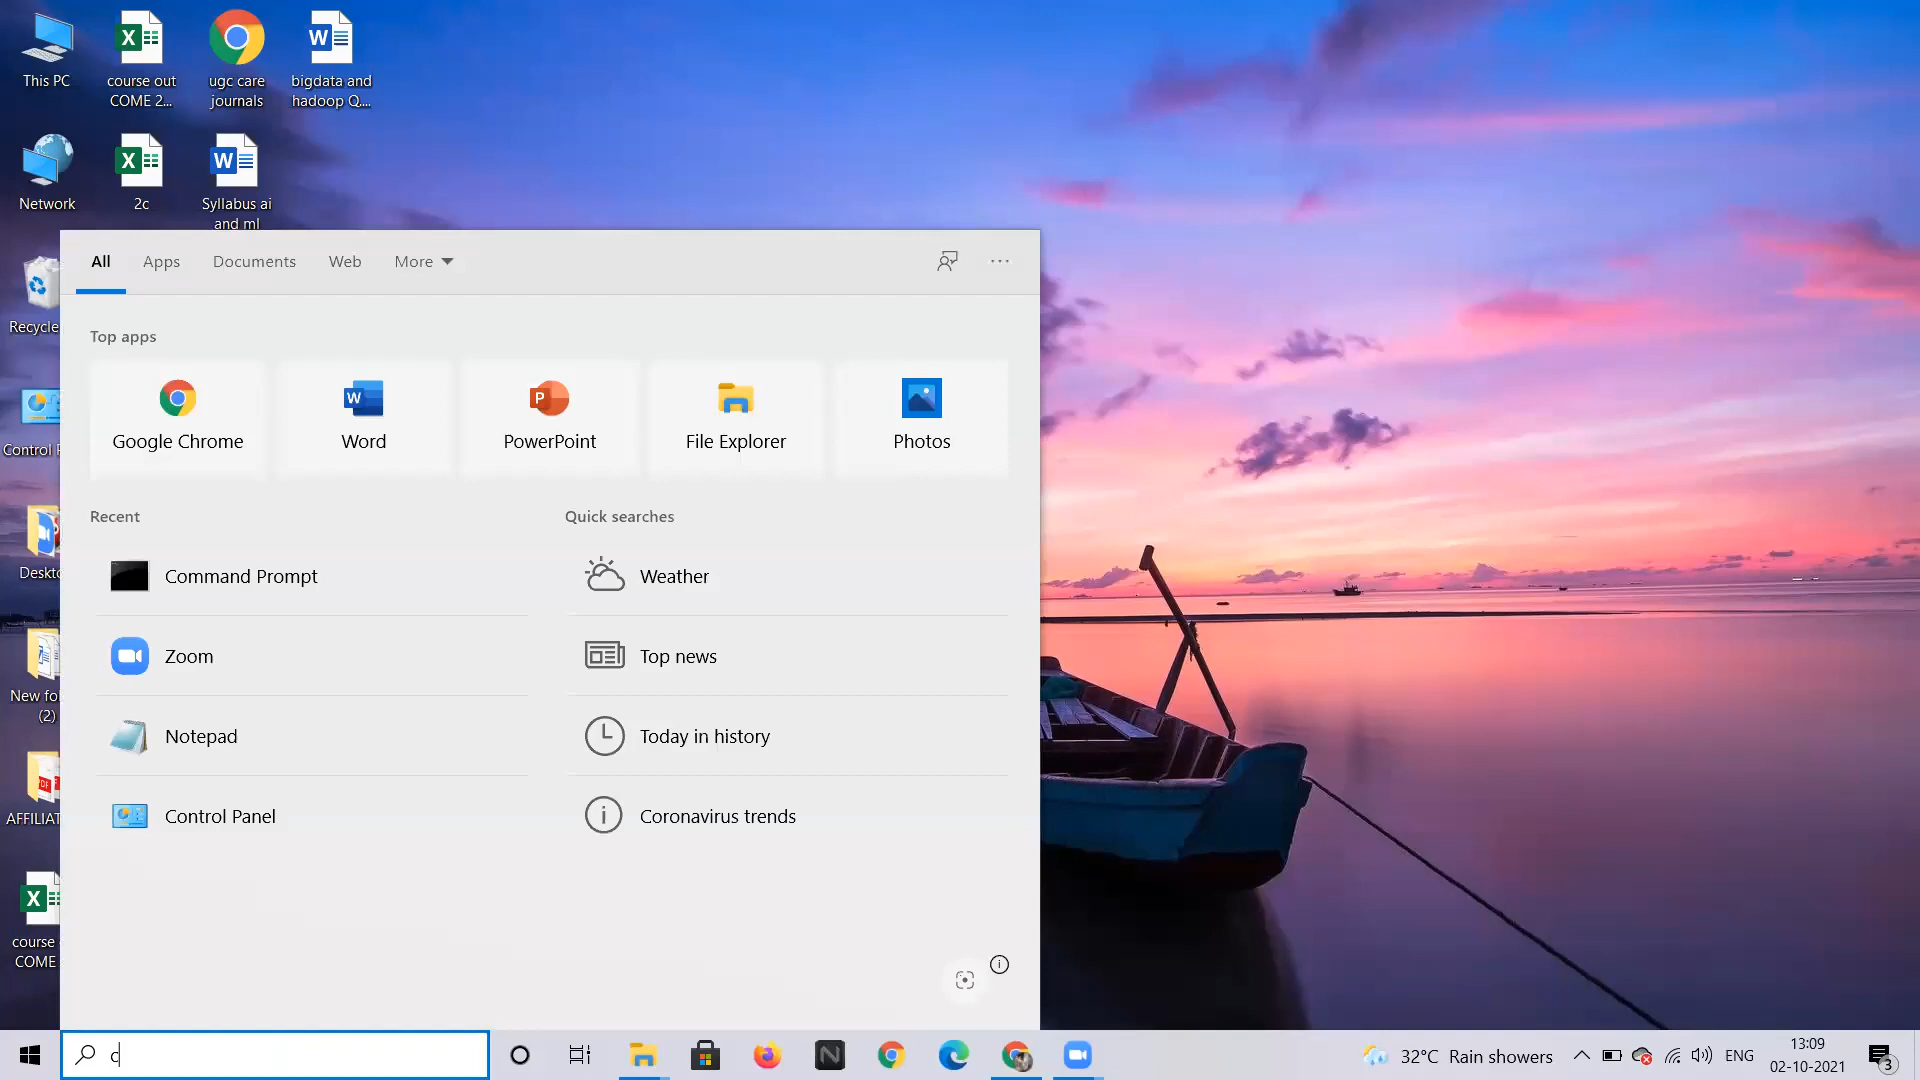 This PC
course out
COME 2...
ugc care
journals
bigdata and
hadoop Q....
Network
2c
Syllabus ai
and ml
Recycle
Control P
Deskto
New fo
(2)
AFFILIAT
course
COME
All
Apps
Documents
Web
More
Top apps
Google Chrome
Word
PowerPoint
File Explorer
Photos
Recent
Quick searches
Command Prompt
Weather
Zoom
Top news
Notepad
Today in history
Control Panel
Coronavirus trends
c
32°C Rain showers
ENG
13:09
02-10-2021
3